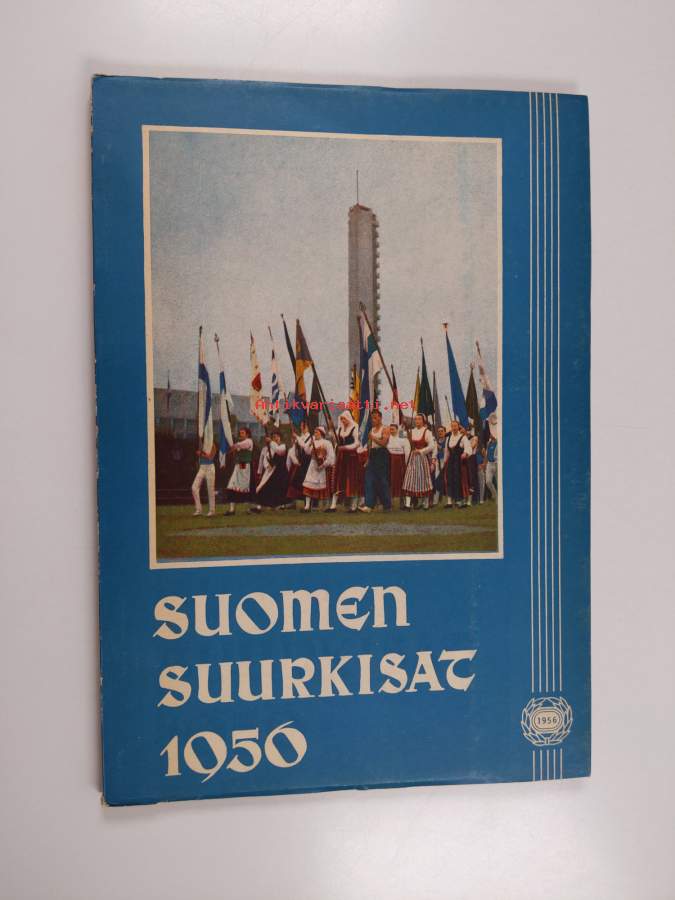 Antikvariaatti.net
SUOMEN
SUURKISAT
1956
1956